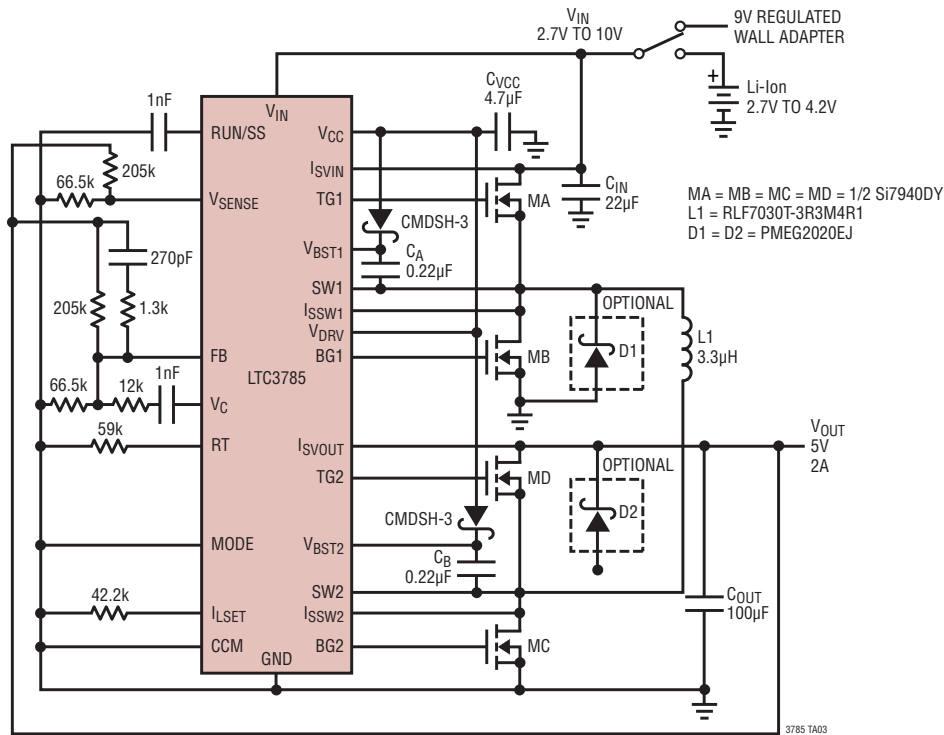 V_IN
2.7V TO 10V
9V REGULATED
WALL ADAPTER
+
Li-Ion
2.7V TO 4.2V
C_VCC
4.7µF
1nF
V_IN
RUN/SS
V_CC
205k
I_SVIN
66.5k
V_SENSE
TG1
MA
C_IN
22µF
MA = MB = MC = MD = 1/2 Si7940DY
L1 = RLF7030T-3R3M4R1
D1 = D2 = PMEG2020EJ
CMDSH-3
270pF
V_BST1
C_A
0.22µF
SW1
OPTIONAL
205k
1.3k
I_SSW1
V_DRV
D1
L1
3.3µH
FB
BG1
MB
LTC3785
1nF
66.5k
12k
V_C
59k
RT
I_SVOUT
V_OUT
5V
2A
OPTIONAL
TG2
MD
D2
CMDSH-3
MODE
V_BST2
C_B
0.22µF
SW2
C_OUT
100µF
42.2k
I_LSET
I_SSW2
CCM
BG2
MC
GND
3785 TA03